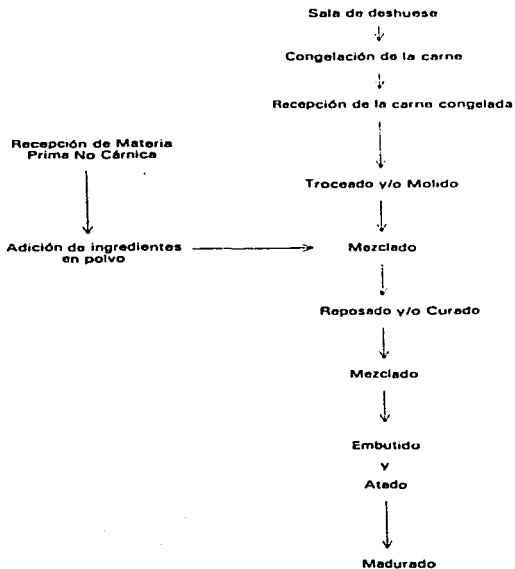 Sala de deshuese
Congelación de la carne
Recepción de la carne congelada
Recepción de Materia
Prima No Cárnica
Troceado y/o Molido
Adición de ingredientes
en polvo
Mezclado
Reposado y/o Curado
Mezclado
Embutido
y
Atado
Madurado